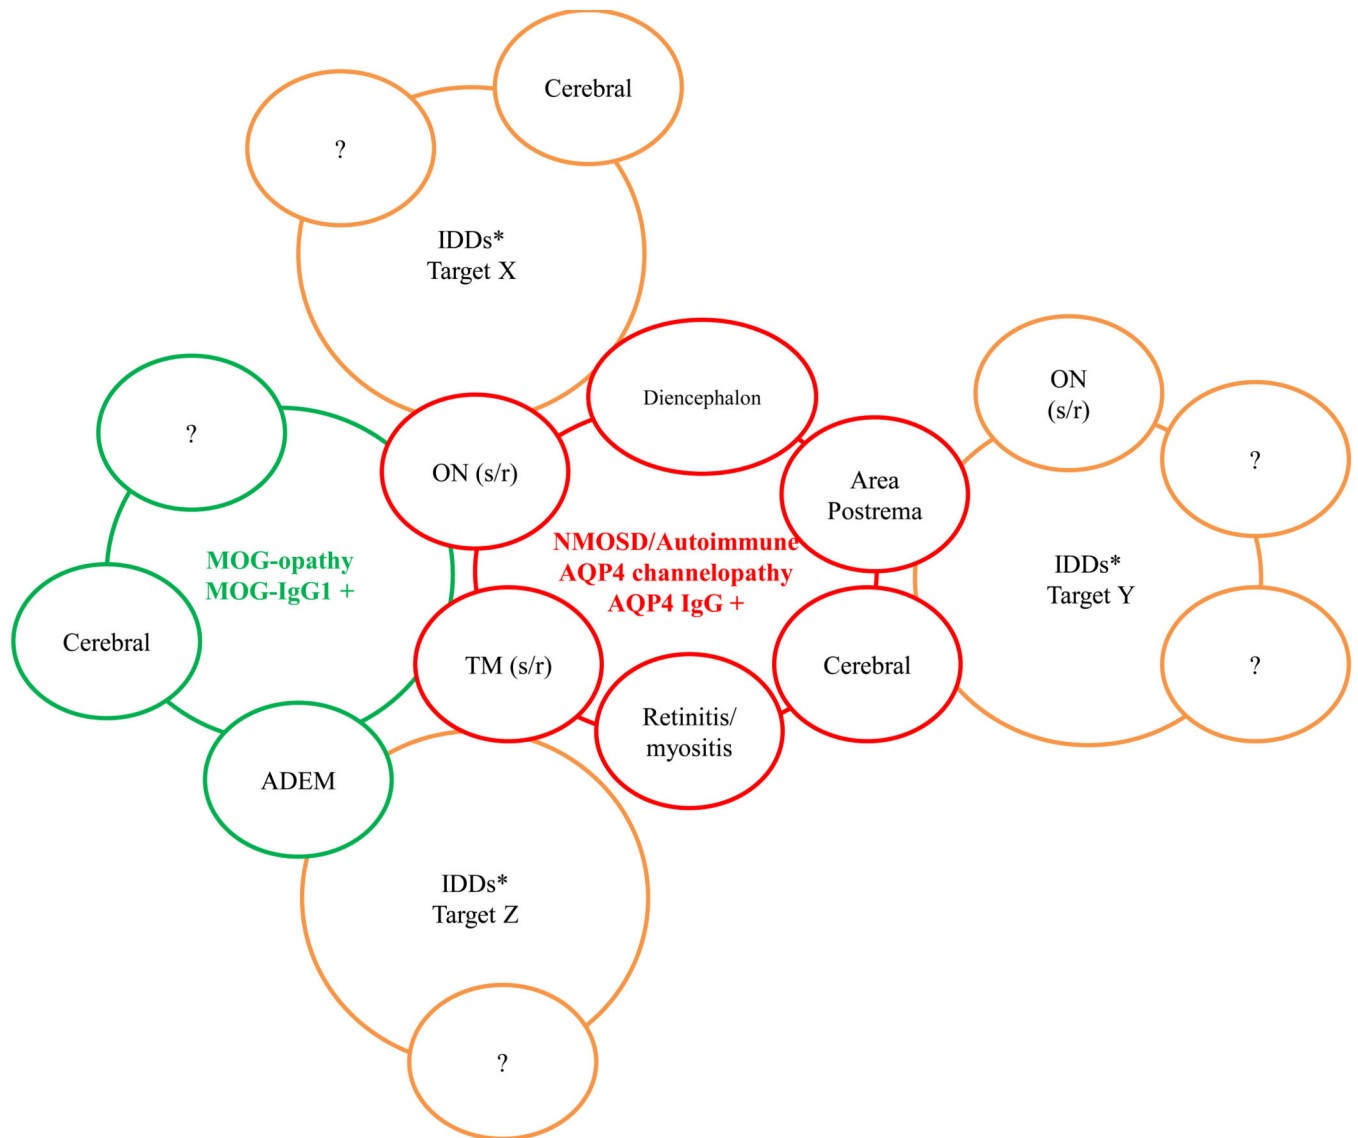 Cerebral
?
IDDs*
Target X
Diencephalon
ON
(s/r)
?
?
ON (s/r)
Area
Postrema
MOG-opathy
MOG-IgG1 +
NMOSD/Autoimmune
AQP4 channelopathy
AQP4 IgG +
IDDs*
Target Y
Cerebral
TM (s/r)
Cerebral
?
Retinitis/
myositis
ADEM
IDDs*
Target Z
?